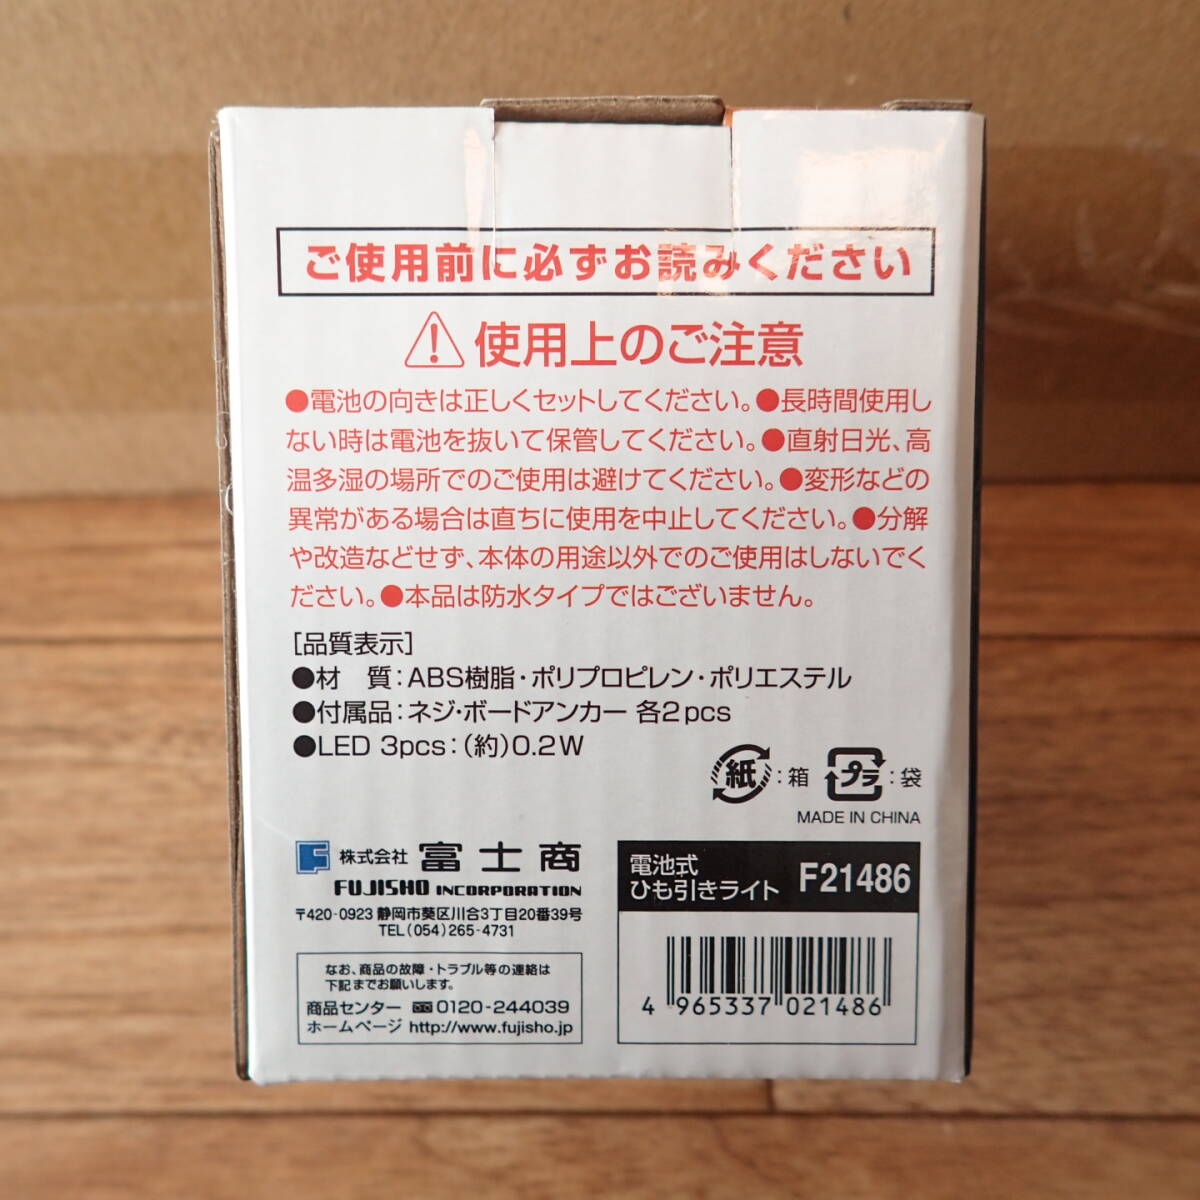 ご使用前に必ずお読みください
使用上のご注意
●電池の向きは正しくセットしてください。●長時間使用し
ない時は電池を抜いて保管してください。●直射日光、高
温多湿の場所でのご使用は避けてください。●変形などの
異常がある場合は直ちに使用を中止してください。●分解
や改造などせず、本体の用途以外でのご使用はしないでく
ださい。●本品は防水タイプではございません。
[品質表示]
●材　質：ABS樹脂・ポリプロピレン・ポリエステル
●付属品：ネジ・ボードアンカー 各2pcs
●LED 3pcs：(約)0.2W
紙：箱 プラ：袋
MADE IN CHINA
株式会社 富士商
FUJISHO INCORPORATION
〒420-0923 静岡市葵区川合3丁目20番39号
TEL(054)265-4731
なお、商品の故障・トラブル等の連絡は
下記までお願いします。
商品センター 0120-244039
ホームページ http://www.fujisho.jp
電池式
ひも引きライト F21486
4 965337 021486